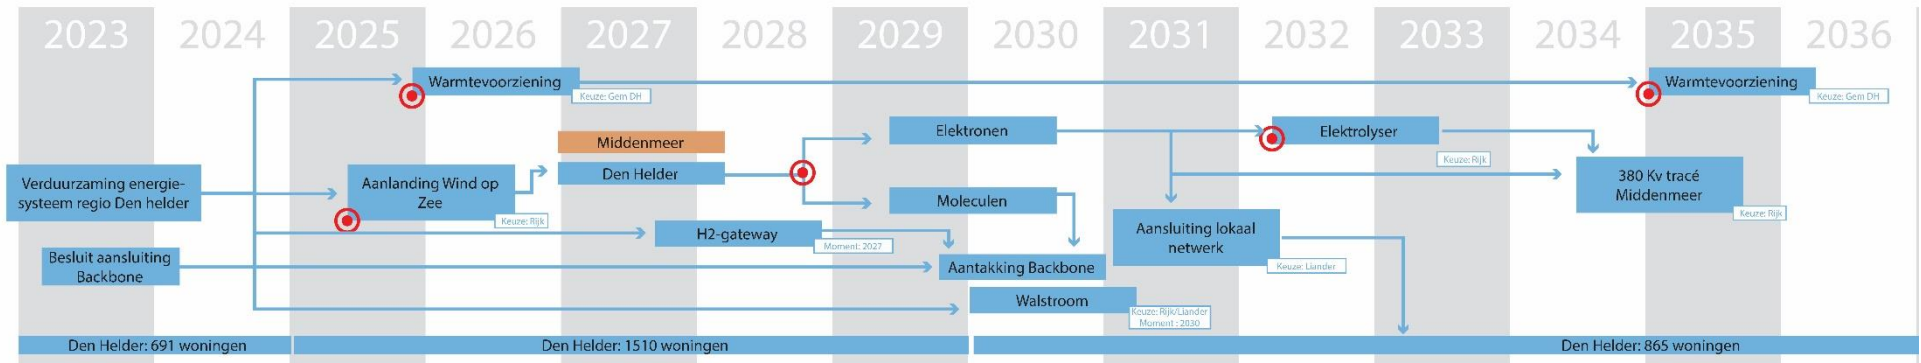 2023 2024 2025 2026 2027 2028 2029 2030 2031 2032 2033 2034 2035 2036
Warmtevoorziening
Keuze: Gem DH
Warmtevoorziening
Keuze: Gem DH
Middenmeer
Den Helder
Elektronen
Elektrolyser
Keuze: Rijk
Verduurzaming energie-
systeem regio Den helder
Aanlanding Wind op
Zee
Keuze: Rijk
Moleculen
380 Kv tracé
Middenmeer
Keuze: Rijk
H2-gateway
Moment: 2027
Aansluiting lokaal
netwerk
Keuze: Liander
Besluit aansluiting
Backbone
Aantakking Backbone
Walstroom
Keuze: Rijk/Liander
Moment : 2030
Den Helder: 691 woningen
Den Helder: 1510 woningen
Den Helder: 865 woningen